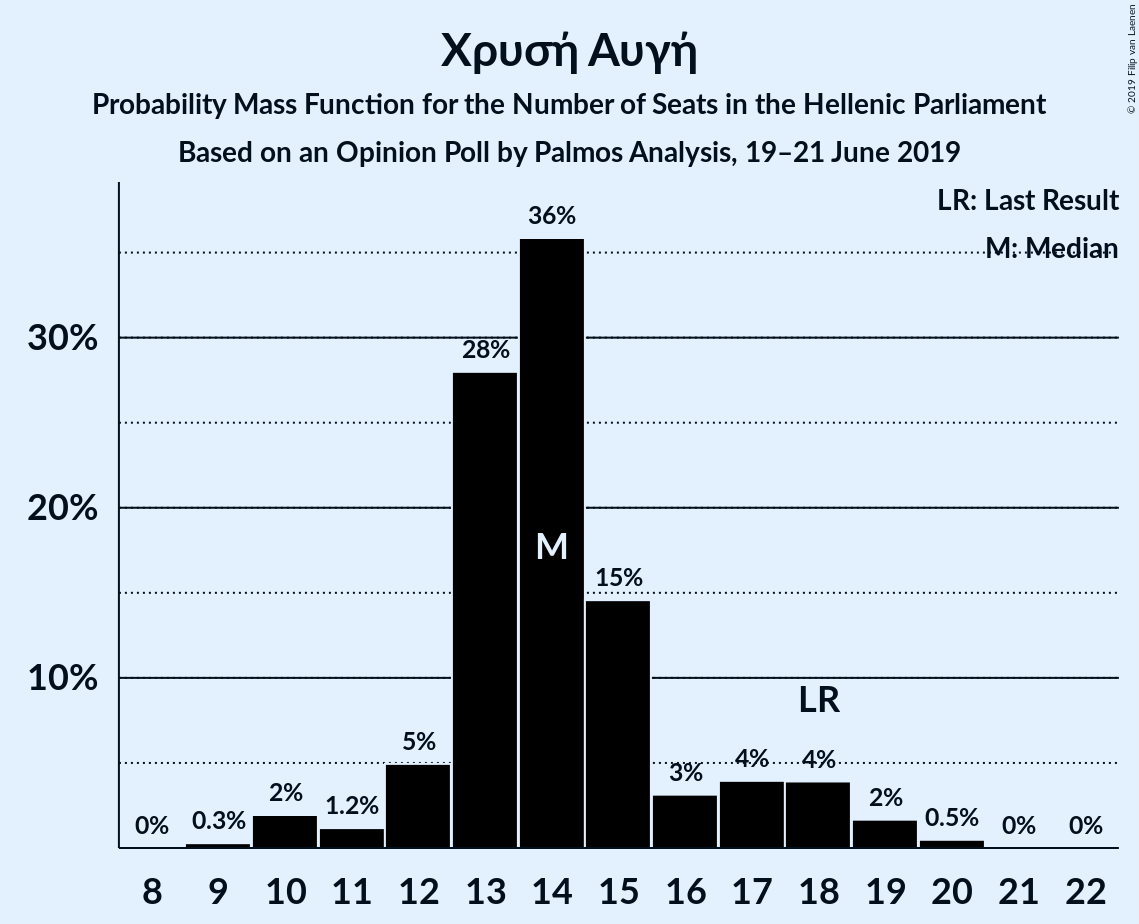 Χρυσή Αυγή
Probability Mass Function for the Number of Seats in the Hellenic Parliament
Based on an Opinion Poll by Palmos Analysis, 19–21 June 2019
© 2019 Filip van Laenen
LR: Last Result
M: Median
30%
20%
10%
0%
0.3%
2%
1.2%
5%
28%
36%
15%
3%
4%
4%
2%
0.5%
0%
0%
M
LR
8 9 10 11 12 13 14 15 16 17 18 19 20 21 22